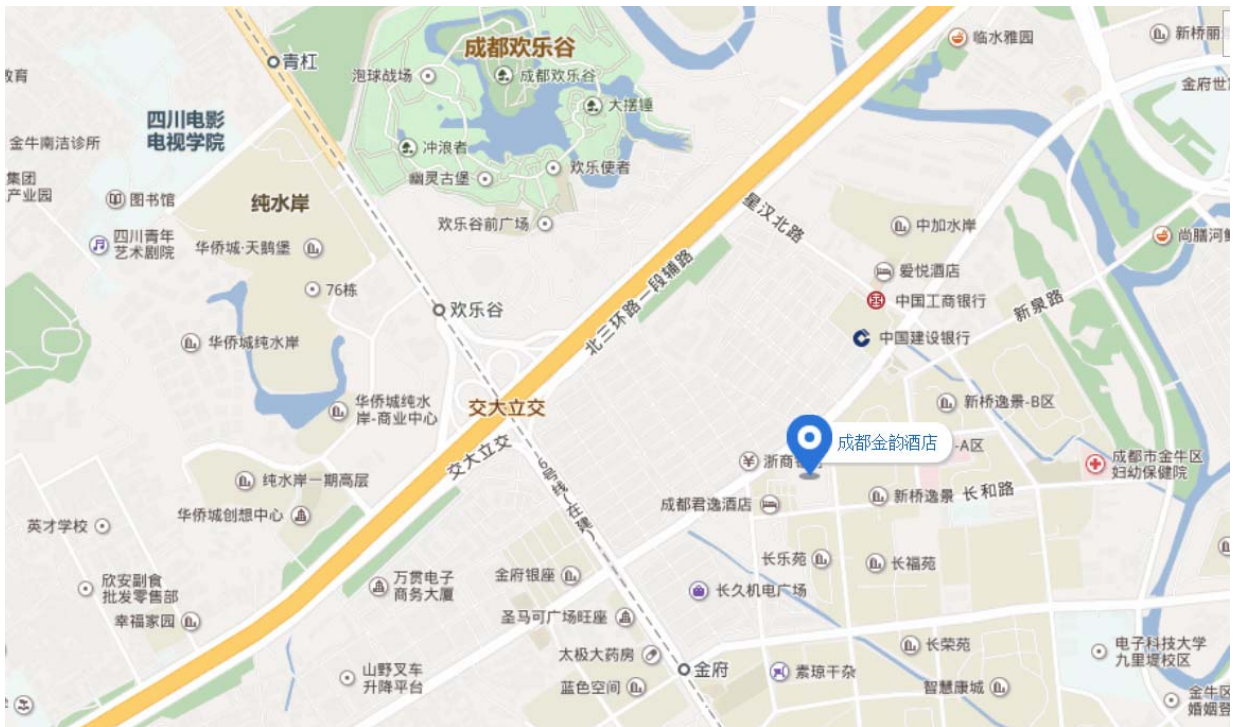 成都欢乐谷
临水雅园
新桥丽
青杠
泡球战场
成都欢乐谷
教育
金府世
大摆锤
四川电影
电视学院
金牛南洁诊所
冲浪者
欢乐使者
幽灵古堡
集团
产业园
图书馆
纯水岸
星汉北路
欢乐谷前广场
中加水岸
四川青年
艺术剧院
华侨城·天鹅堡
尚膳河鲜
爱悦酒店
76栋
中国工商银行
欢乐谷
北三环路一段辅路
新泉路
华侨城纯水岸
中国建设银行
华侨城纯水
岸-商业中心
交大立交
新桥逸景-B区
成都金韵酒店
-A区
交大立交
浙商
成都市金牛区
妇幼保健院
纯水岸一期高层
新桥逸景
长和路
成都君逸酒店
华侨城创想中心
英才学校
-6号线(在建)
长乐苑
长福苑
欣安副食
批发零售部
万贯电子
商务大厦
金府银座
长久机电广场
幸福家园
圣马可广场旺座
长荣苑
电子科技大学
九里堤校区
太极大药房
金府
山野叉车
升降平台
素琼干杂
蓝色空间
智慧康城
金牛区
婚姻登